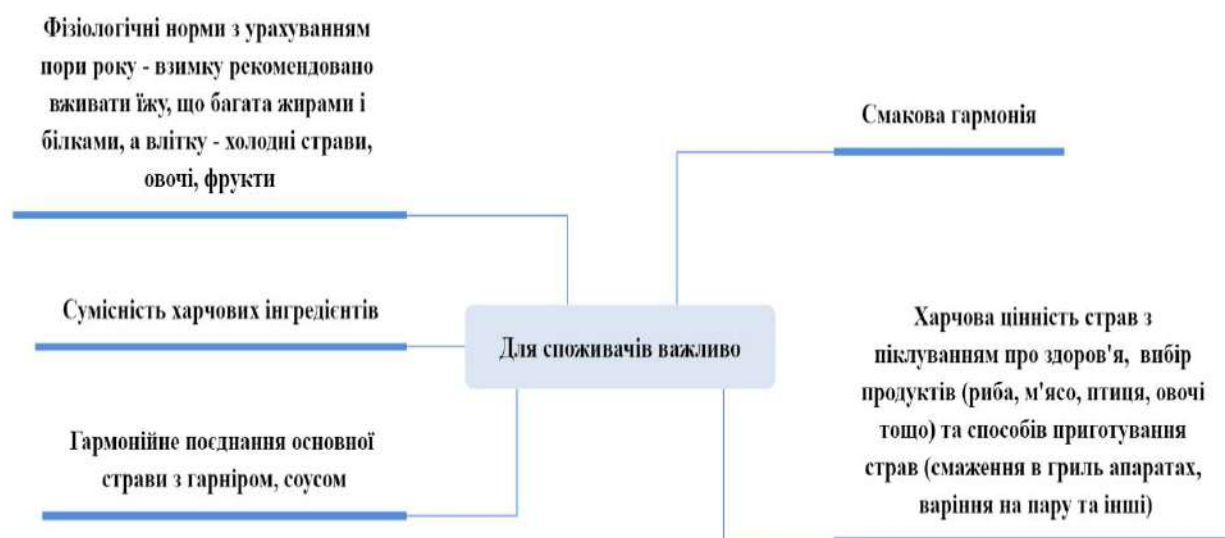 Фізіологічні норми з урахуванням
пори року - взимку рекомендовано
вживати їжу, що багата жирами і
білками, а влітку - холодні страви,
овочі, фрукти
Сумісність харчових інгредієнтів
Гармонійне поєднання основної
страви з гарніром, соусом
Для споживачів важливо
Смакова гармонія
Харчова цінність страв з
піклуванням про здоров'я, вибір
продуктів (риба, м'ясо, птиця, овочі
тощо) та способів приготування
страв (смаження в гриль апаратах,
варіння на пару та інші)